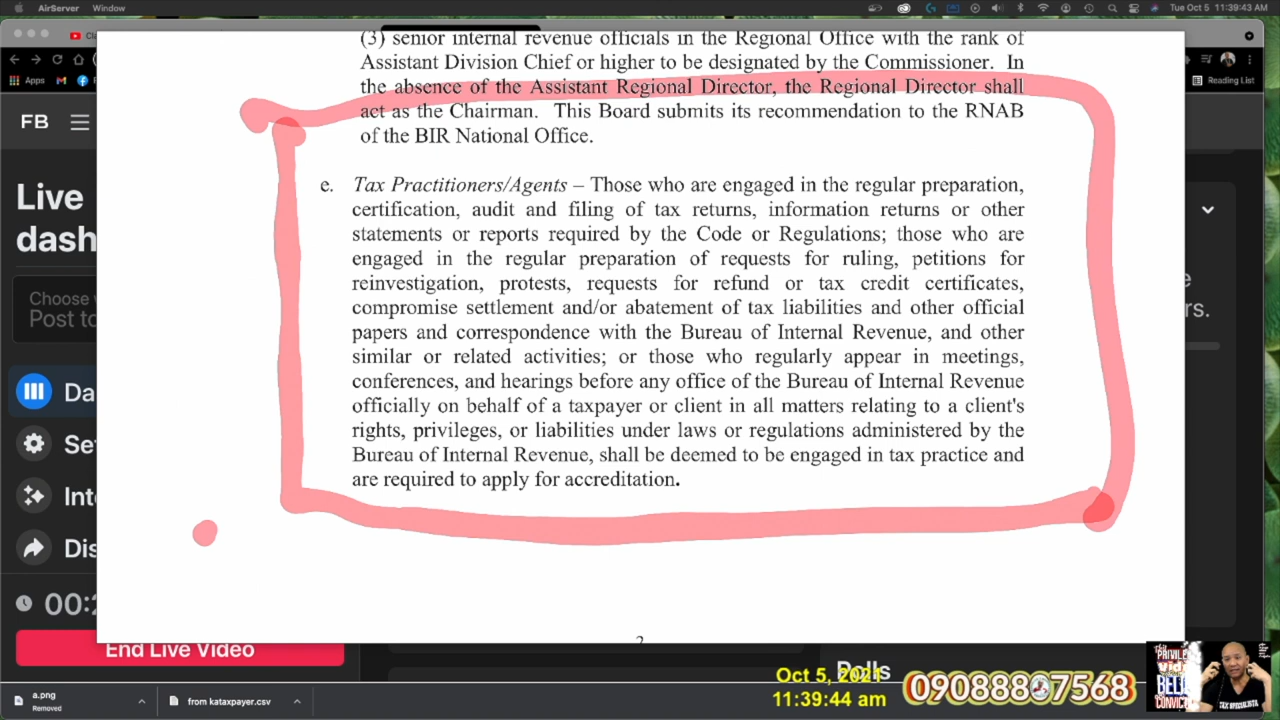 AirServer Window
Tue Oct 5 11:39:43 AM
Apps
Reading List
FB
Live
dash
Choose
Post to
Da
Set
Int
Dis
End Live Video
(3) senior internal revenue officials in the Regional Office with the rank of
Assistant Division Chief or higher to be designated by the Commissioner. In
the absence of the Assistant Regional Director, the Regional Director shall
act as the Chairman. This Board submits its recommendation to the RNAB
of the BIR National Office.
e. Tax Practitioners/Agents – Those who are engaged in the regular preparation,
certification, audit and filing of tax returns, information returns or other
statements or reports required by the Code or Regulations; those who are
engaged in the regular preparation of requests for ruling, petitions for
reinvestigation, protests, requests for refund or tax credit certificates,
compromise settlement and/or abatement of tax liabilities and other official
papers and correspondence with the Bureau of Internal Revenue, and other
similar or related activities; or those who regularly appear in meetings,
conferences, and hearings before any office of the Bureau of Internal Revenue
officially on behalf of a taxpayer or client in all matters relating to a client's
rights, privileges, or liabilities under laws or regulations administered by the
Bureau of Internal Revenue, shall be deemed to be engaged in tax practice and
are required to apply for accreditation.
rs.
Polls
Oct 5, 2021
11:39:44 am
09088807568
TAX SPECIALISTA
a.png
Removed
from kataxpayer.csv